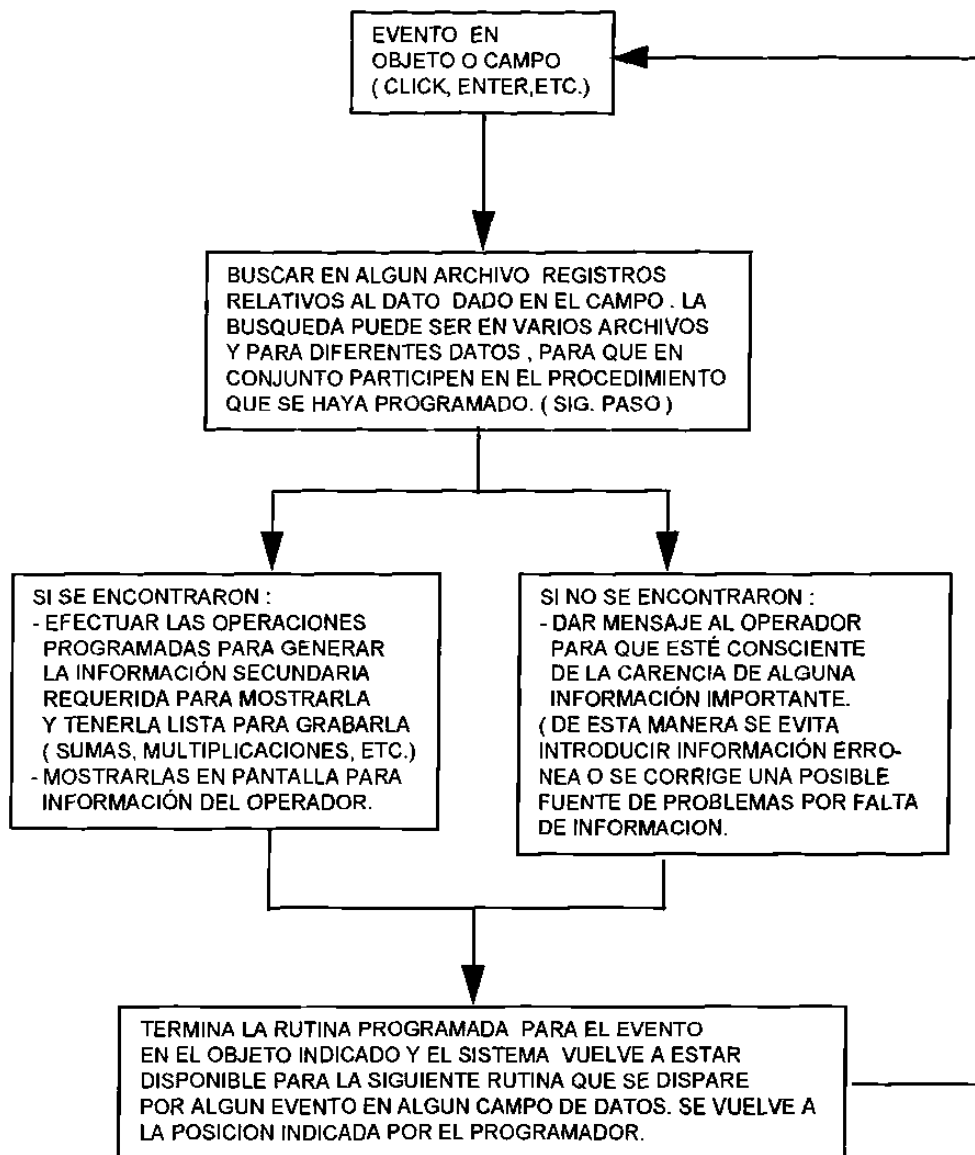 EVENTO EN
OBJETO O CAMPO
( CLICK, ENTER,ETC.)
BUSCAR EN ALGUN ARCHIVO REGISTROS
RELATIVOS AL DATO DADO EN EL CAMPO . LA
BUSQUEDA PUEDE SER EN VARIOS ARCHIVOS
Y PARA DIFERENTES DATOS , PARA QUE EN
CONJUNTO PARTICIPEN EN EL PROCEDIMIENTO
QUE SE HAYA PROGRAMADO. ( SIG. PASO )
SI SE ENCONTRARON :
- EFECTUAR LAS OPERACIONES
PROGRAMADAS PARA GENERAR
LA INFORMACIÓN SECUNDARIA
REQUERIDA PARA MOSTRARLA
Y TENERLA LISTA PARA GRABARLA
( SUMAS, MULTIPLICACIONES, ETC.)
- MOSTRARLAS EN PANTALLA PARA
INFORMACIÓN DEL OPERADOR.
SI NO SE ENCONTRARON :
- DAR MENSAJE AL OPERADOR
PARA QUE ESTÉ CONSCIENTE
DE LA CARENCIA DE ALGUNA
INFORMACIÓN IMPORTANTE.
( DE ESTA MANERA SE EVITA
INTRODUCIR INFORMACIÓN ERRO-
NEA O SE CORRIGE UNA POSIBLE
FUENTE DE PROBLEMAS POR FALTA
DE INFORMACION.
TERMINA LA RUTINA PROGRAMADA PARA EL EVENTO
EN EL OBJETO INDICADO Y EL SISTEMA VUELVE A ESTAR
DISPONIBLE PARA LA SIGUIENTE RUTINA QUE SE DISPARE
POR ALGUN EVENTO EN ALGUN CAMPO DE DATOS. SE VUELVE A
LA POSICION INDICADA POR EL PROGRAMADOR.